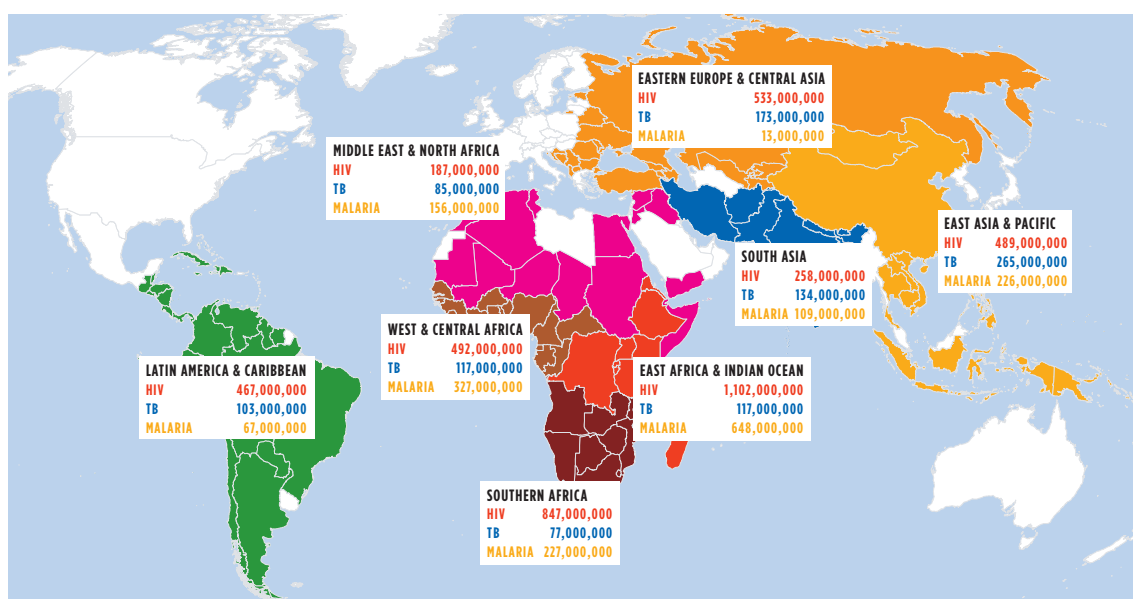 EASTERN EUROPE & CENTRAL ASIA
HIV 533,000,000
TB 173,000,000
MALARIA 13,000,000
MIDDLE EAST & NORTH AFRICA
HIV 187,000,000
TB 85,000,000
MALARIA 156,000,000
EAST ASIA & PACIFIC
HIV 489,000,000
TB 265,000,000
MALARIA 226,000,000
SOUTH ASIA
HIV 258,000,000
TB 134,000,000
MALARIA 109,000,000
WEST & CENTRAL AFRICA
HIV 492,000,000
TB 117,000,000
MALARIA 327,000,000
LATIN AMERICA & CARIBBEAN
HIV 467,000,000
TB 103,000,000
MALARIA 67,000,000
EAST AFRICA & INDIAN OCEAN
HIV 1,102,000,000
TB 117,000,000
MALARIA 648,000,000
SOUTHERN AFRICA
HIV 847,000,000
TB 77,000,000
MALARIA 227,000,000